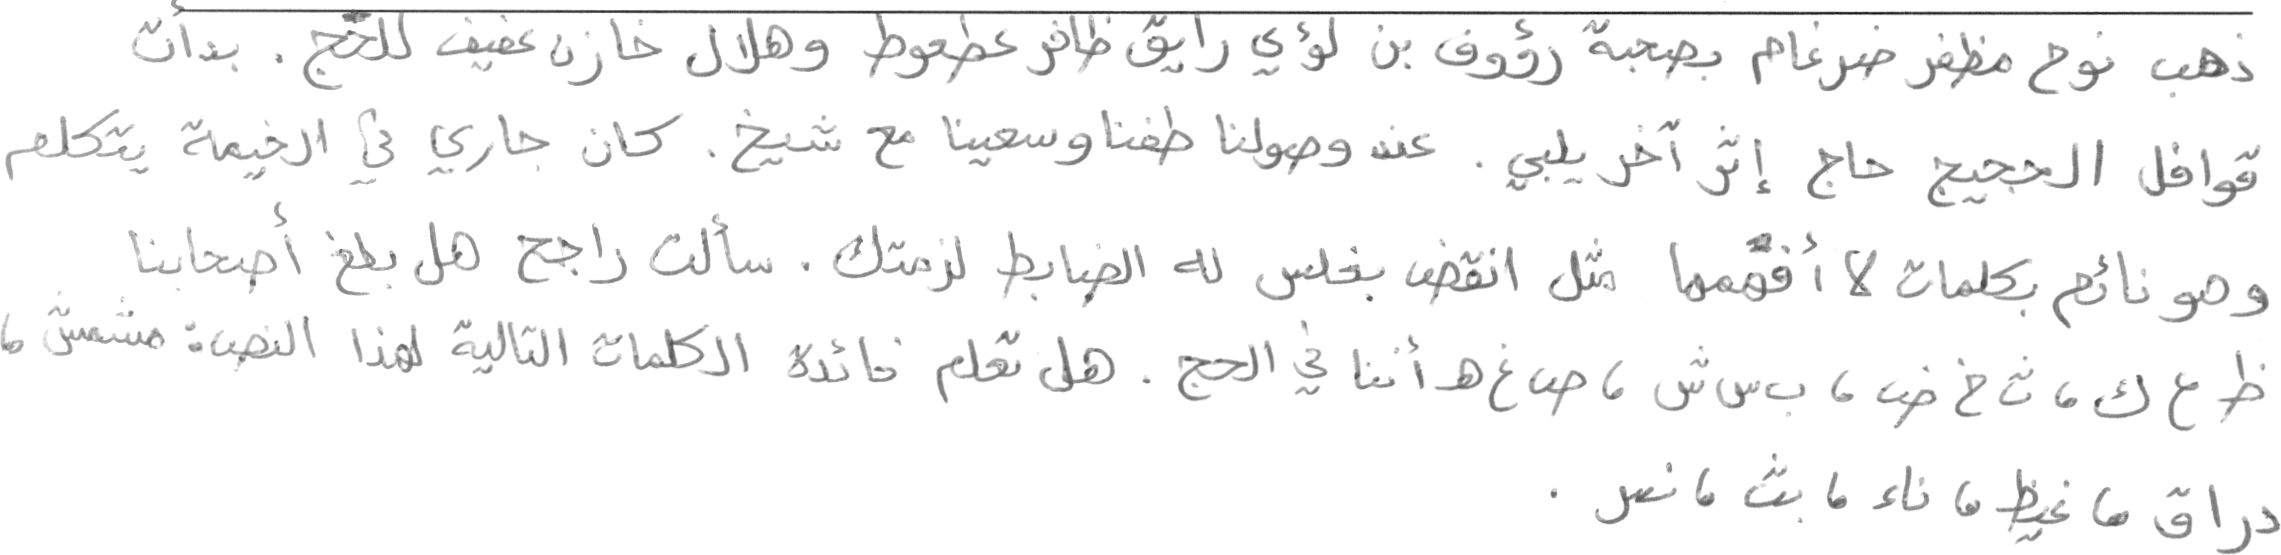 ذهب نوح مظفر ضرغام بصحبة رؤوف بن لؤي رايق ظافر عطعوط وهلال خازن عفيف للحج . بدأت
قوافل الحجيج حاج إثر آخر يلبي . عند وصولنا طفنا وسعينا مع شيخ . كان جاري في الخيمة يتكلم
وهو نائم بكلمات لا أفهمها مثل انقض بغلس له الضابط لزمتك . سألت راجح هل بلغ أصحابنا
ظ ع ك ، ث خ ض ، ب س ش ، ص غ هـ أننا في الحج . هل تعلم فائدة الكلمات التالية لهذا النص : مشمش ،
دراق ، غيظ ، ناء ، بث ، نص .